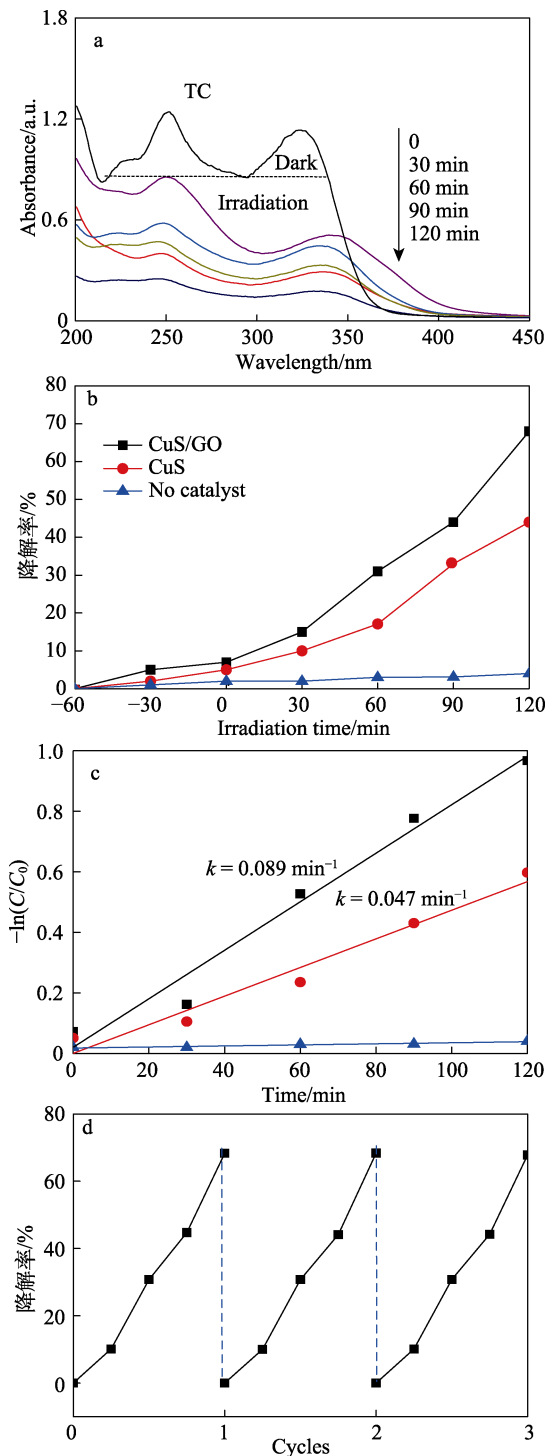 a
TC
Dark
Irradiation
0
30 min
60 min
90 min
120 min
1.8
1.2
0.6
0
Absorbance/a.u.
200 250 300 350 400 450
Wavelength/nm
b
CuS/GO
CuS
No catalyst
80
70
60
50
40
30
20
10
0
降解率/%
−60 −30 0 30 60 90 120
Irradiation time/min
c
k = 0.089 min⁻¹
k = 0.047 min⁻¹
1.0
0.8
0.6
0.4
0.2
0
−ln(C/C₀)
0 20 40 60 80 100 120
Time/min
d
80
60
40
20
0
降解率/%
0 1 2 3
Cycles